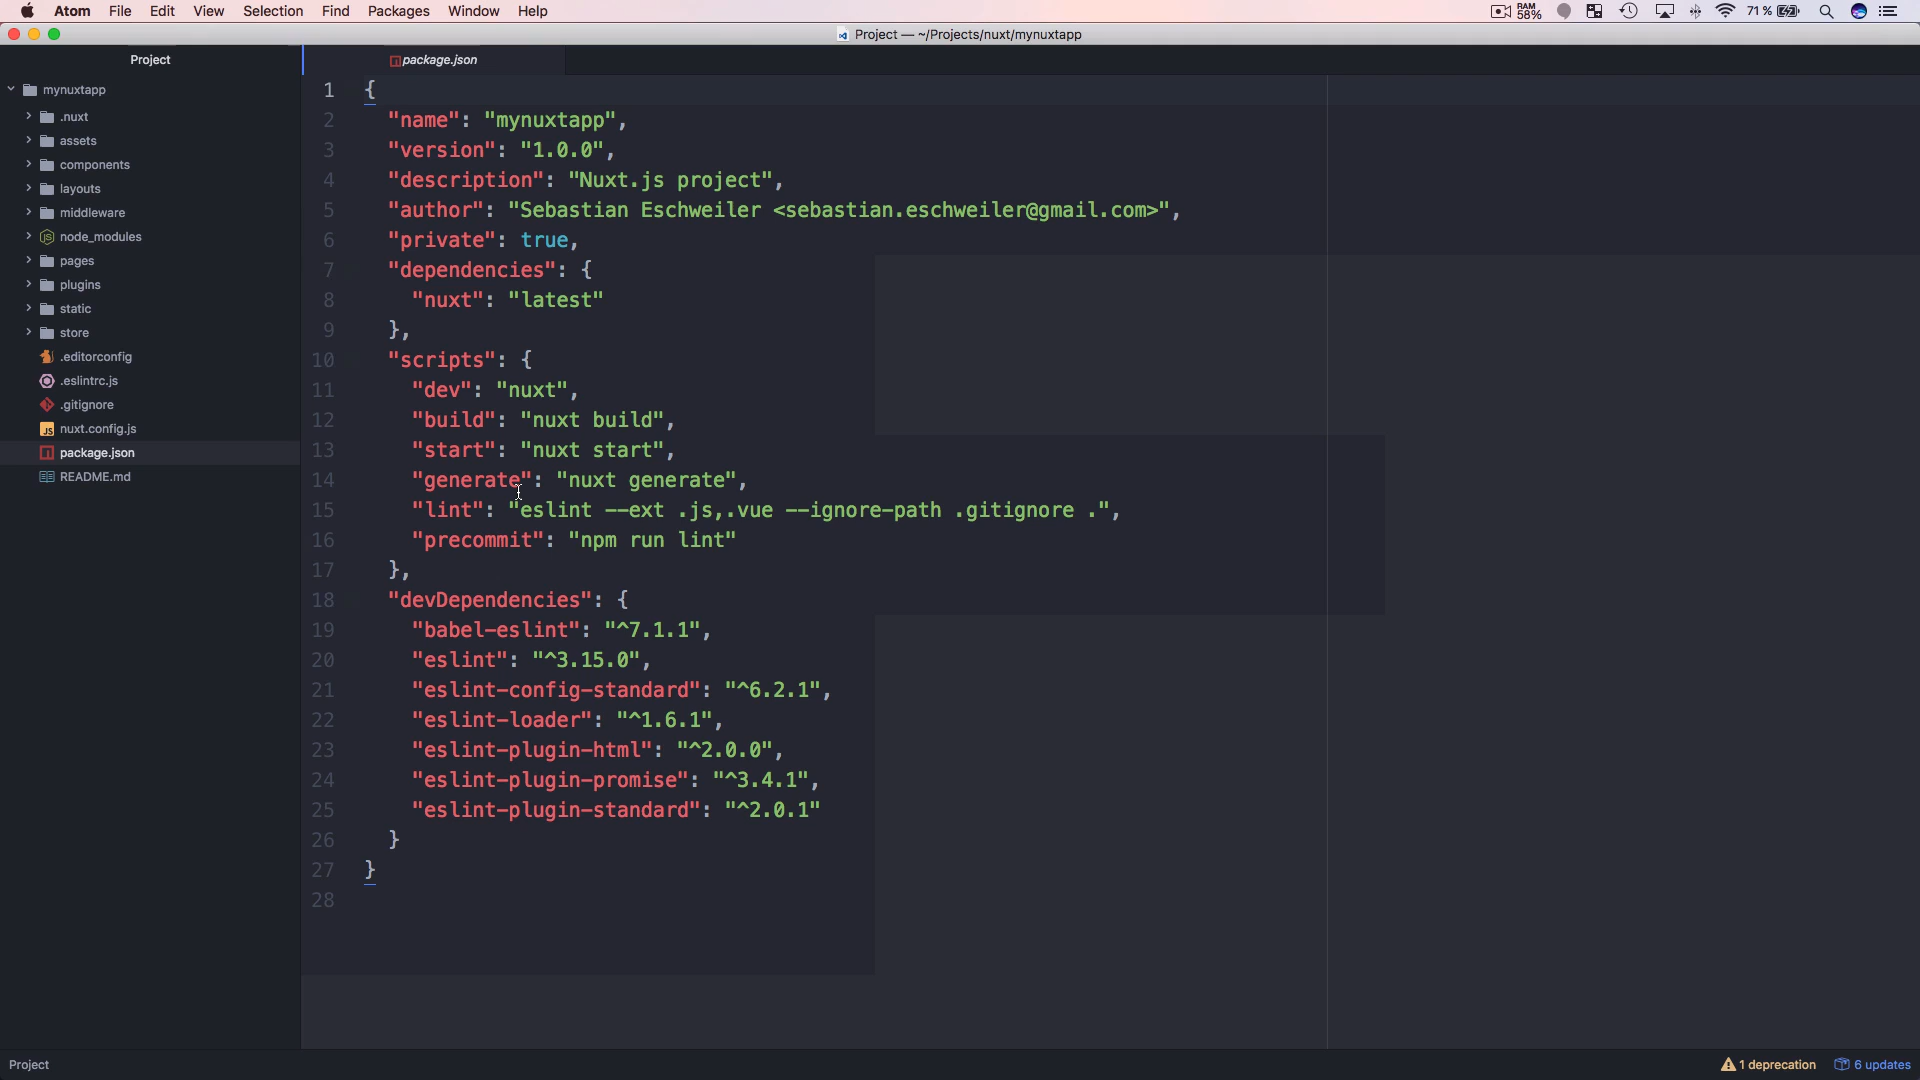 Atom File Edit View Selection Find Packages Window Help RAM 58% 71 %
Project — ~/Projects/nuxt/mynuxtapp
Project
package.json
mynuxtapp
.nuxt
assets
components
layouts
middleware
node_modules
pages
plugins
static
store
.editorconfig
.eslintrc.js
.gitignore
nuxt.config.js
package.json
README.md
1 {
2 "name": "mynuxtapp",
3 "version": "1.0.0",
4 "description": "Nuxt.js project",
5 "author": "Sebastian Eschweiler <sebastian.eschweiler@gmail.com>",
6 "private": true,
7 "dependencies": {
8 "nuxt": "latest"
9 },
10 "scripts": {
11 "dev": "nuxt",
12 "build": "nuxt build",
13 "start": "nuxt start",
14 "generate": "nuxt generate",
15 "lint": "eslint --ext .js,.vue --ignore-path .gitignore .",
16 "precommit": "npm run lint"
17 },
18 "devDependencies": {
19 "babel-eslint": "^7.1.1",
20 "eslint": "^3.15.0",
21 "eslint-config-standard": "^6.2.1",
22 "eslint-loader": "^1.6.1",
23 "eslint-plugin-html": "^2.0.0",
24 "eslint-plugin-promise": "^3.4.1",
25 "eslint-plugin-standard": "^2.0.1"
26 }
27 }
28
Project
1 deprecation 6 updates